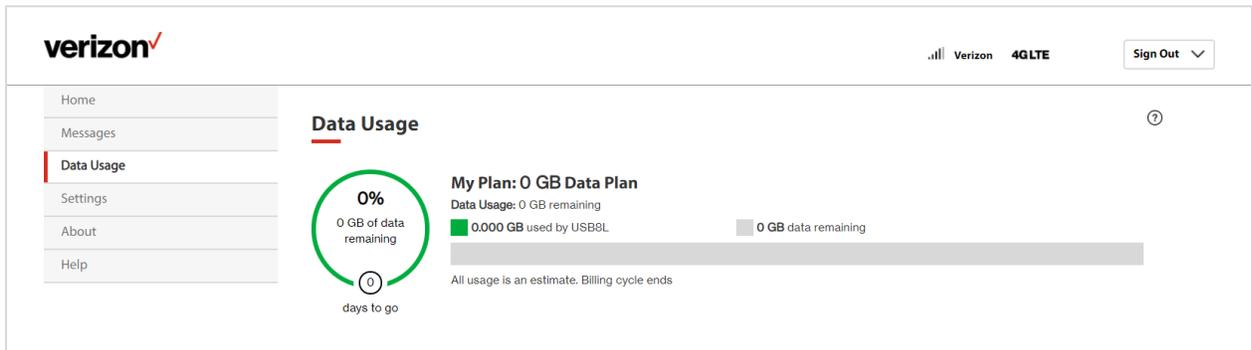 verizon
Verizon 4G LTE Sign Out
Home
Messages
Data Usage
Settings
About
Help
Data Usage
?
0%
0 GB of data
remaining
0
days to go
My Plan: 0 GB Data Plan
Data Usage: 0 GB remaining
0.000 GB used by USB8L 0 GB data remaining
All usage is an estimate. Billing cycle ends